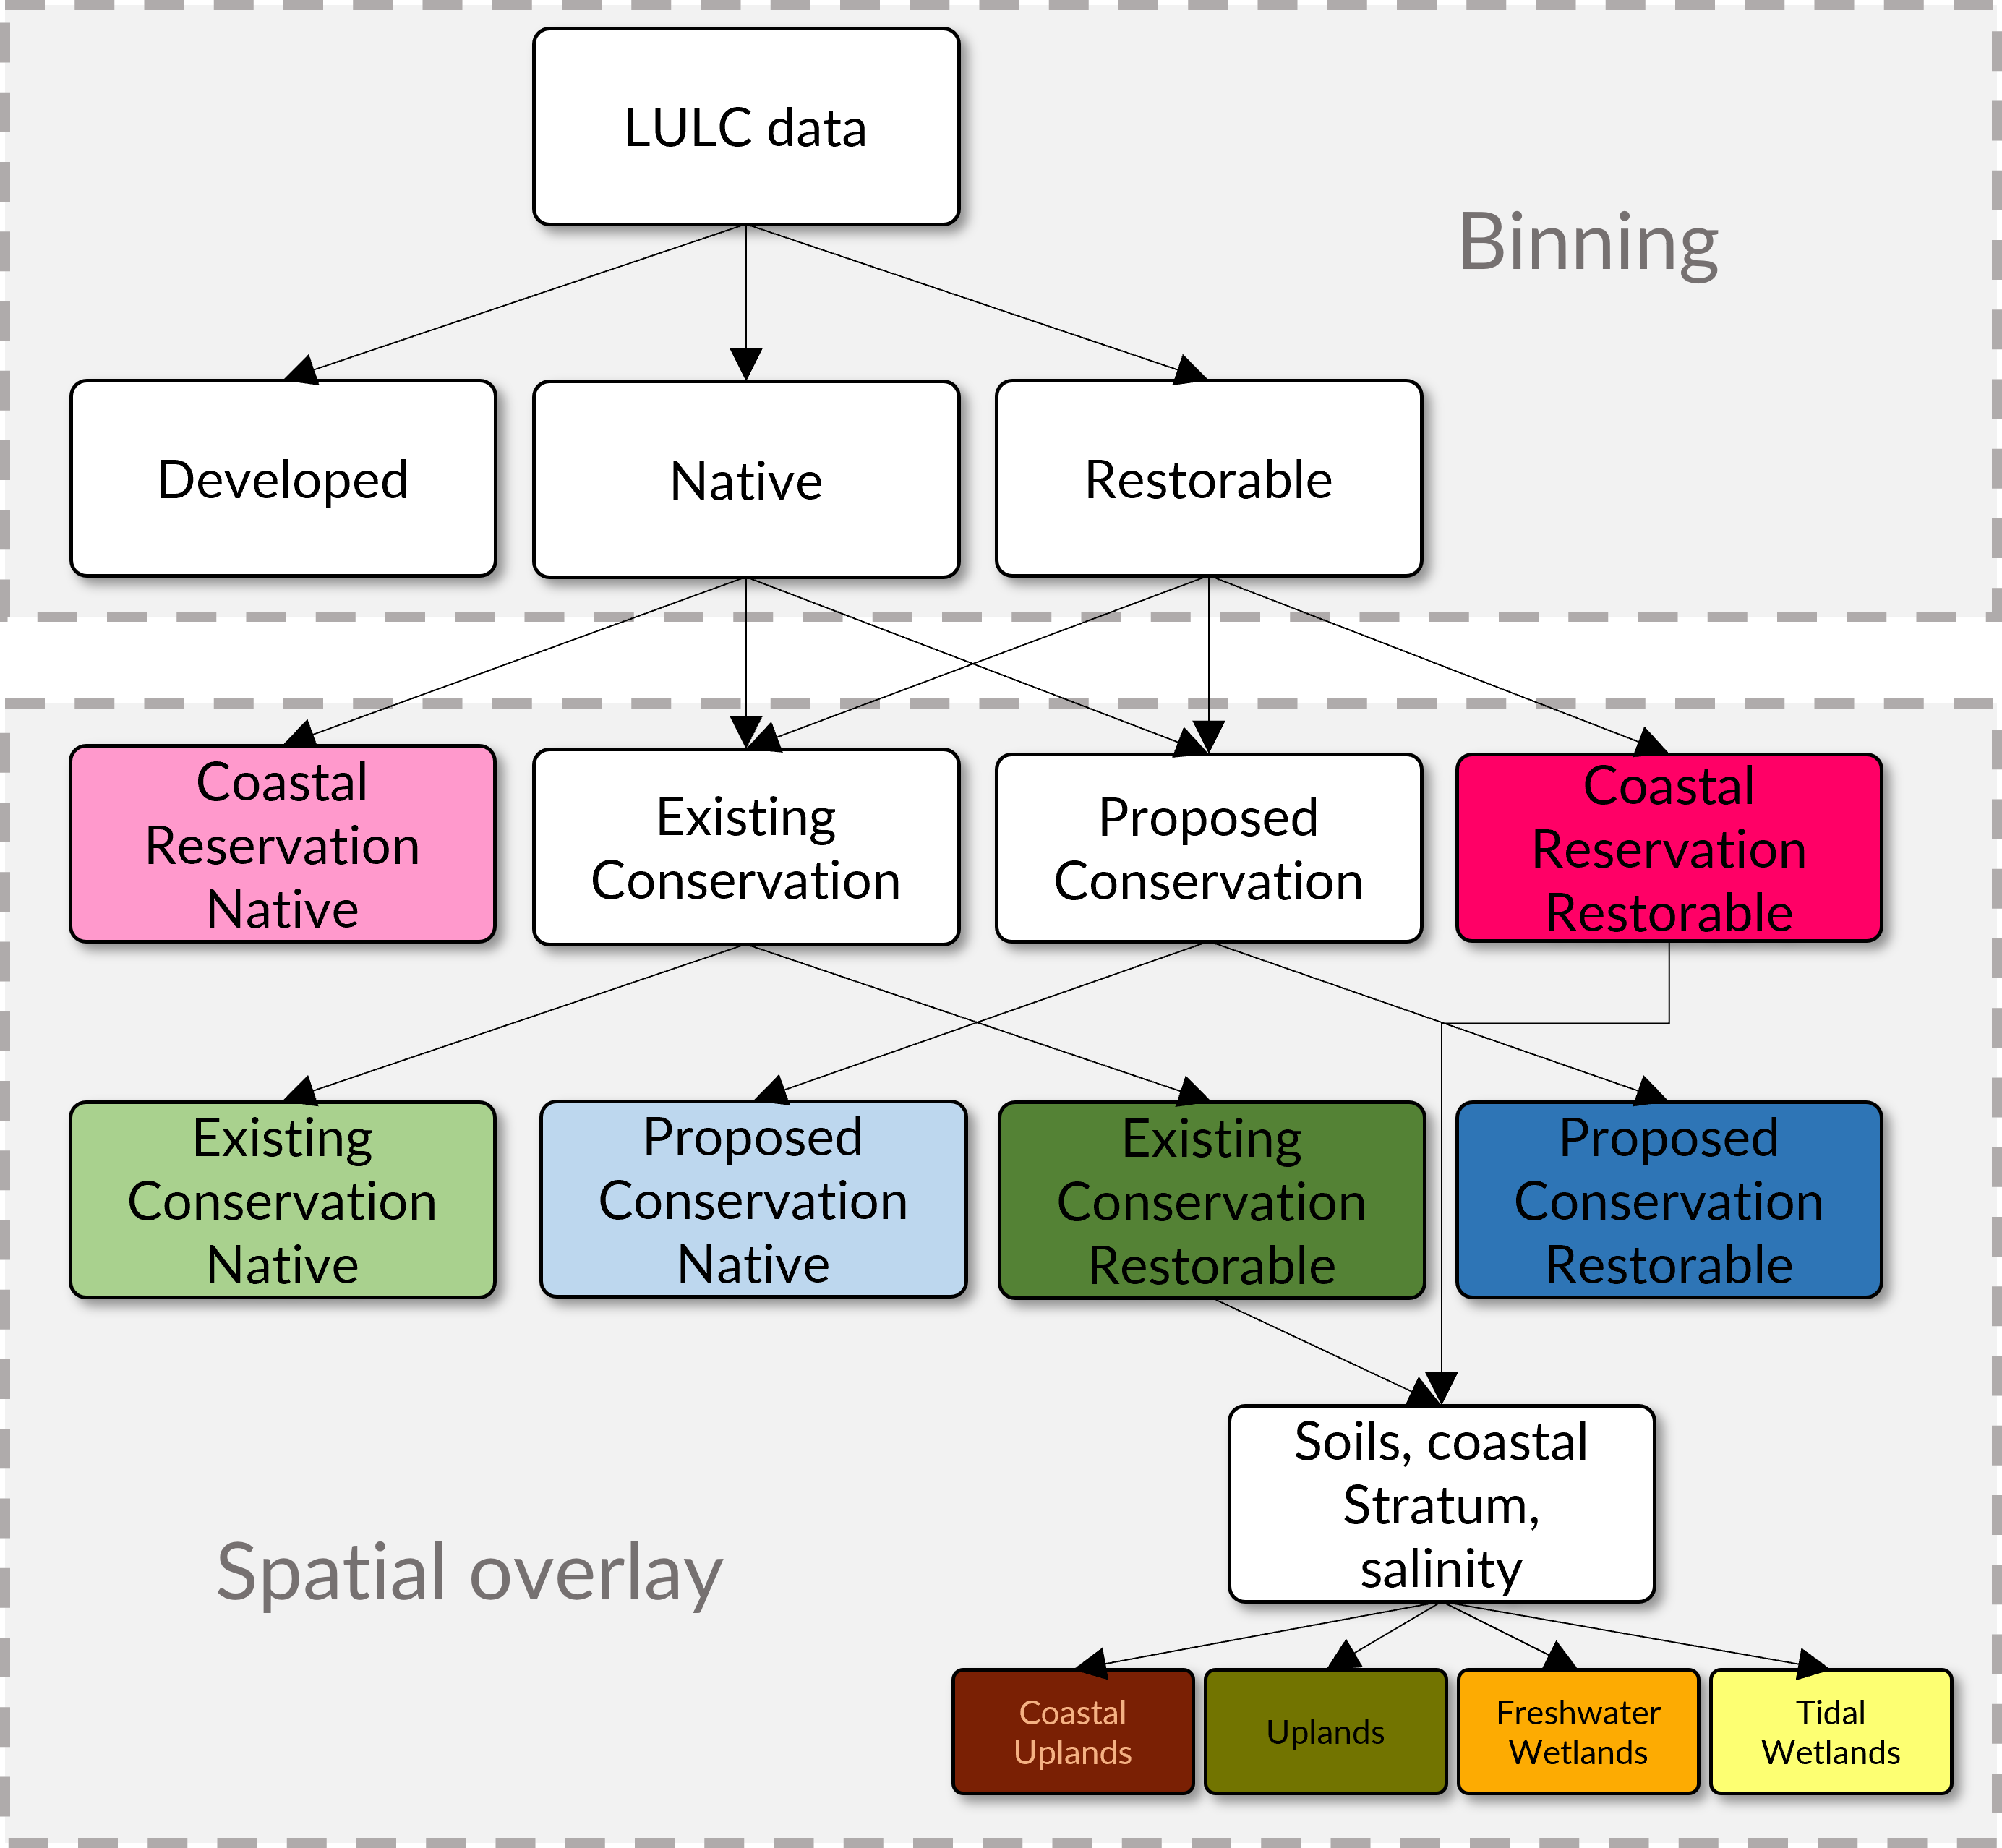 LULC data
Binning
Developed
Native
Restorable
Coastal
Reservation
Native
Existing
Conservation
Proposed
Conservation
Coastal
Reservation
Restorable
Existing
Conservation
Native
Proposed
Conservation
Native
Existing
Conservation
Restorable
Proposed
Conservation
Restorable
Soils, coastal
Stratum,
salinity
Spatial overlay
Coastal
Uplands
Uplands
Freshwater
Wetlands
Tidal
Wetlands